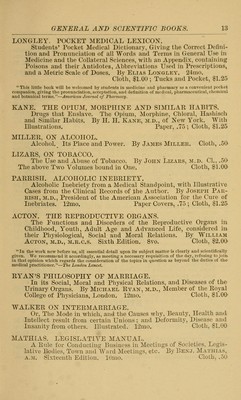 GENERAL AND SCIENTIFIC BOOKS. 13
LONGLEY. POCKET MEDICAL LEXICON.
Students' Pocket Medical Dictionary, Giving the Correct Defini-
tion and Pronunciation of all Words and Terms in General Use in
Medicine and the Collateral Sciences, with an Appendix, containing
Poisons and their Antidotes, Abbreviations Used in Prescriptions,
and a Metric Scale of Doses. By ELIAS LONGLEY. 24mo.
Cloth, $1.00; Tucks and Pocket, $1.25
"This little book will be welcomed by students in medicine and pharmacy as a convenient pocket
companion, giving the pronunciation, acceptation, and definition of medical, pharmaceutical, chemical
and botanical terms."—American Journal of Pharmacy.
KANE. THE OPIUM, MORPHINE AND SIMILAR HABITS.
Drugs that Enslave. The Opium, Morphine, Chloral, Hashisch
and Similar Habits. By H. H. KANE, M.D., of New York. With
Illustrations. Paper, .75; Cloth, $1.25
MILLER, ON ALCOHOL.
Alcohol. Its Place and Power. By JAMES MILLER. Cloth, .50
LIZARS, ON TOBACCO.
The Use and Abuse of Tobacco. By JOHN LIZARS, M.D. Cl., .50
The above Two Volumes bound in One, Cloth, $1.00
PARRISH. ALCOHOLIC INEBRIETY
Alcoholic Inebriety from a Medical Standpoint, with Illustrative
Cases from the Clinical Records of the Author. By JOSEPH PAR-
RISH, M.D., President of the American Association for the Cure of
Inebriates. 12mo. Paper Covers, .75; Cloth, $1.25
ACTON. THE REPRODUCTIVE ORGANS.
The Functions and Disorders of the Reproductive Organs in
Childhood, Youth, Adult Age and Advanced Life, considered in
their Physiological, Social and Moral Relations. By WILLIAM
ACTON, M.D., M.R.C.S. Sixth Edition. 8vo. Cloth, $2.00
"In the work now before us, all essential detail upon its subject matter is clearly and scientifically
given. We recommend it accordingly, as meeting a necessary requisition of the day, refusing to join
in that opinion which regards the consideration of the topics in question as beyond the duties of the
medical practitioner."—The London Lancet.
RYAN'S PHILOSOPHY OF MARRIAGE.
In its Social, Moral and Physical Relations, and Diseases of the
Urinary Organs. By MICHAEL RYAN, M.D., Member of the Royal
College of Physicians, London. 12mo. Cloth, $1.00
WALKER ON INTERMARRIAGE.
Or, The Mode in which, and the Causes why, Beauty, Health and
Intellect result from certain Unions; and Deformity, Disease and
Insanity from others. Illustrated. 12mo. Cloth, $1.00
MATHIAS. LEGISLATIVE MANUAL.
A Rule for Conducting Business in Meetings of Societies, Legis-
lative Bodies, Town and Ward Meetings, etc. By BENJ. MATHIAS,
A.M. Sixteenth Edition. 16mo. Cloth, .50